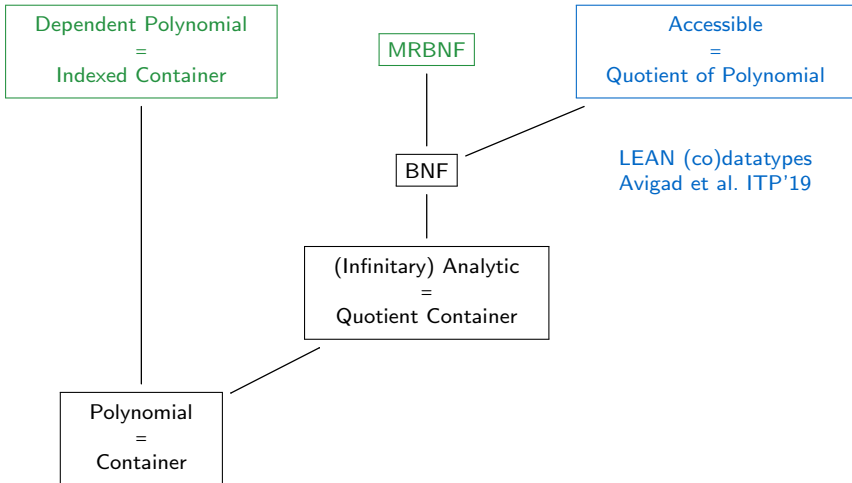 Dependent Polynomial
=
Indexed Container
MRBNF
Accessible
=
Quotient of Polynomial
BNF
LEAN (co)datatypes
Avigad et al. ITP'19
(Infinitary) Analytic
=
Quotient Container
Polynomial
=
Container